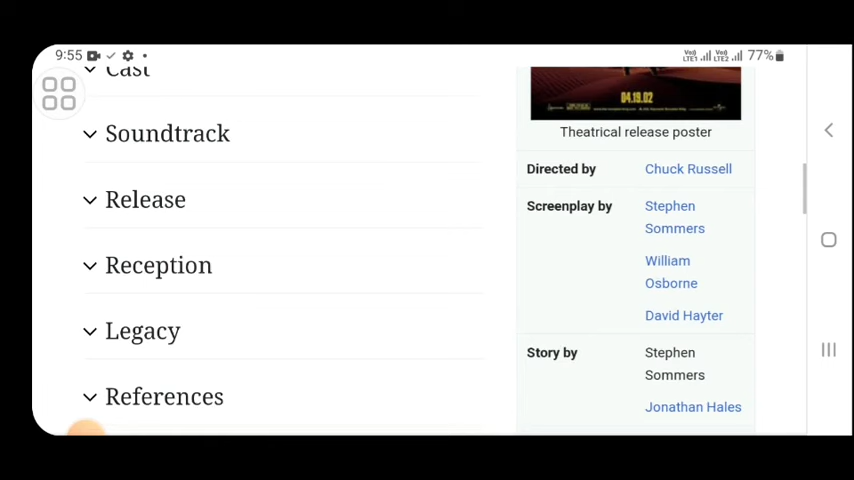 9:55
77%
Cast
04.19.02
Theatrical release poster
Soundtrack
Release
Reception
Legacy
References
Directed by Chuck Russell
Screenplay by Stephen
Sommers
William
Osborne
David Hayter
Story by Stephen
Sommers
Jonathan Hales